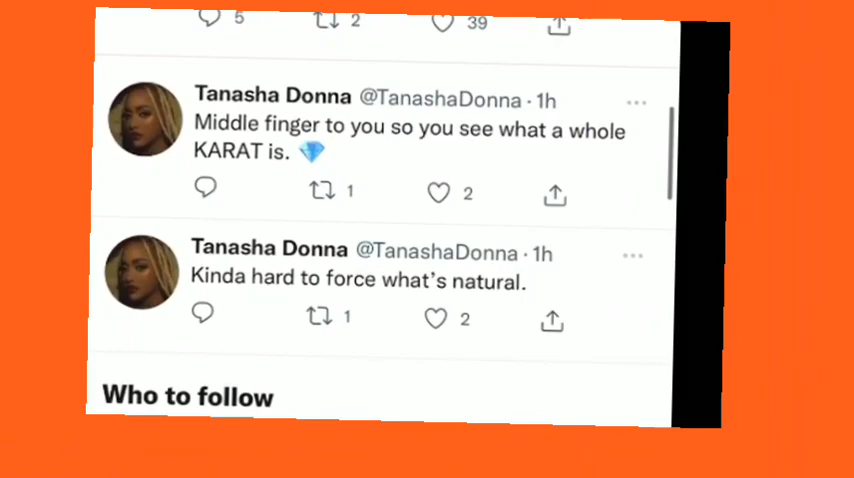 5 2 39
Tanasha Donna @TanashaDonna · 1h
Middle finger to you so you see what a whole
KARAT is. 💎
1 2
Tanasha Donna @TanashaDonna · 1h
Kinda hard to force what's natural.
1 2
Who to follow